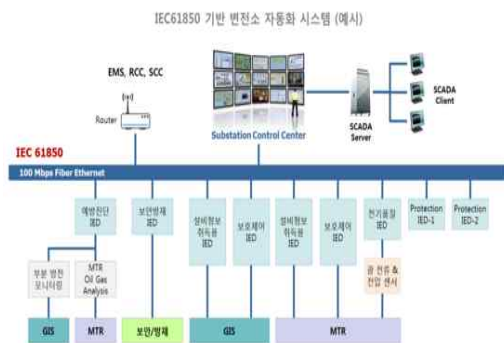 IEC61850 기반 변전소 자동화 시스템 (예시)
EMS, RCC, SCC
Router
Substation Control Center
SCADA
Server
SCADA
Client
IEC 61850
100 Mbps Fiber Ethernet
예방진단
IED
보안방재
IED
설비정보
취득용
IED
보호제어
IED
설비정보
취득용
IED
보호제어
IED
전기품질
IED
Protection
IED-1
Protection
IED-2
부분 방전
모니터링
MTR
Oil Gas
Analysis
광 전류 &
전압 센서
GIS
MTR
보안/방재
GIS
MTR